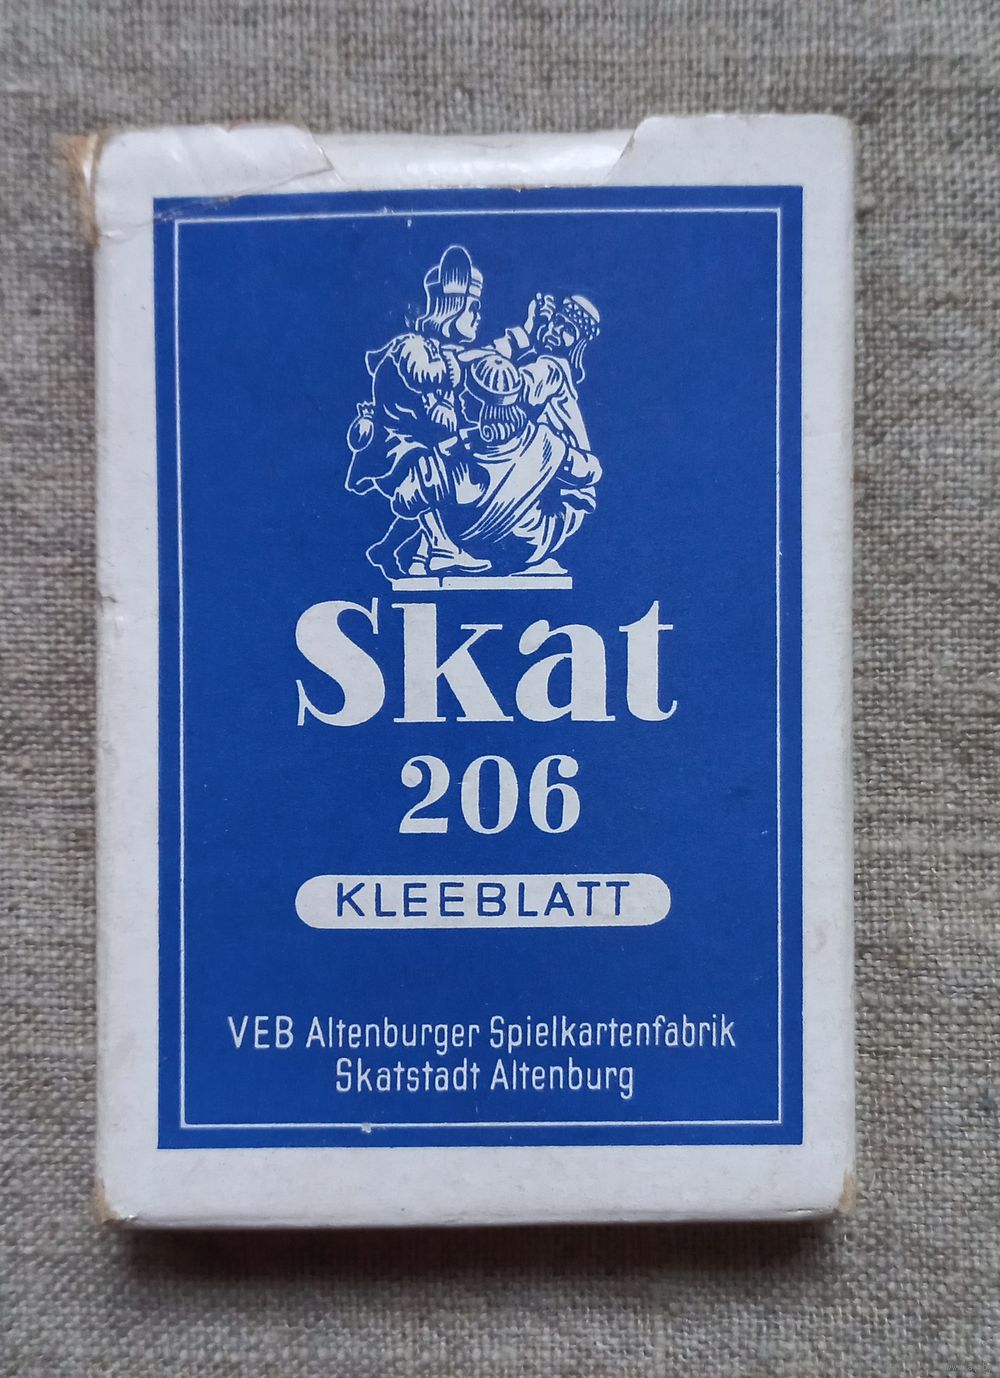 Skat
206
KLEEBLATT
VEB Altenburger Spielkartenfabrik
Skatstadt Altenburg